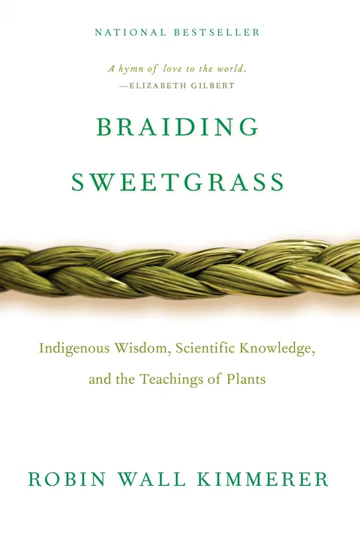 NATIONAL BESTSELLER
A hymn of love to the world.
—ELIZABETH GILBERT
BRAIDING
SWEETGRASS
Indigenous Wisdom, Scientific Knowledge,
and the Teachings of Plants
ROBIN WALL KIMMERER